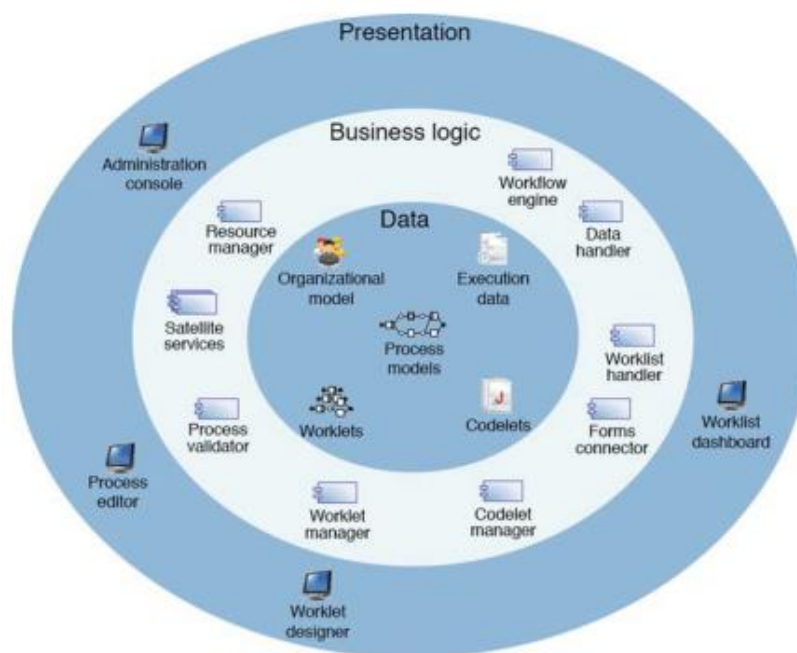 Presentation
Administration
console
Business logic
Workflow
engine
Resource
manager
Data
handler
Data
Organizational
model
Execution
data
Satellite
services
Process
models
Worklist
handler
Process
validator
Worklets
J
Codelets
Forms
connector
Worklist
dashboard
Process
editor
Worklet
manager
Codelet
manager
Worklet
designer